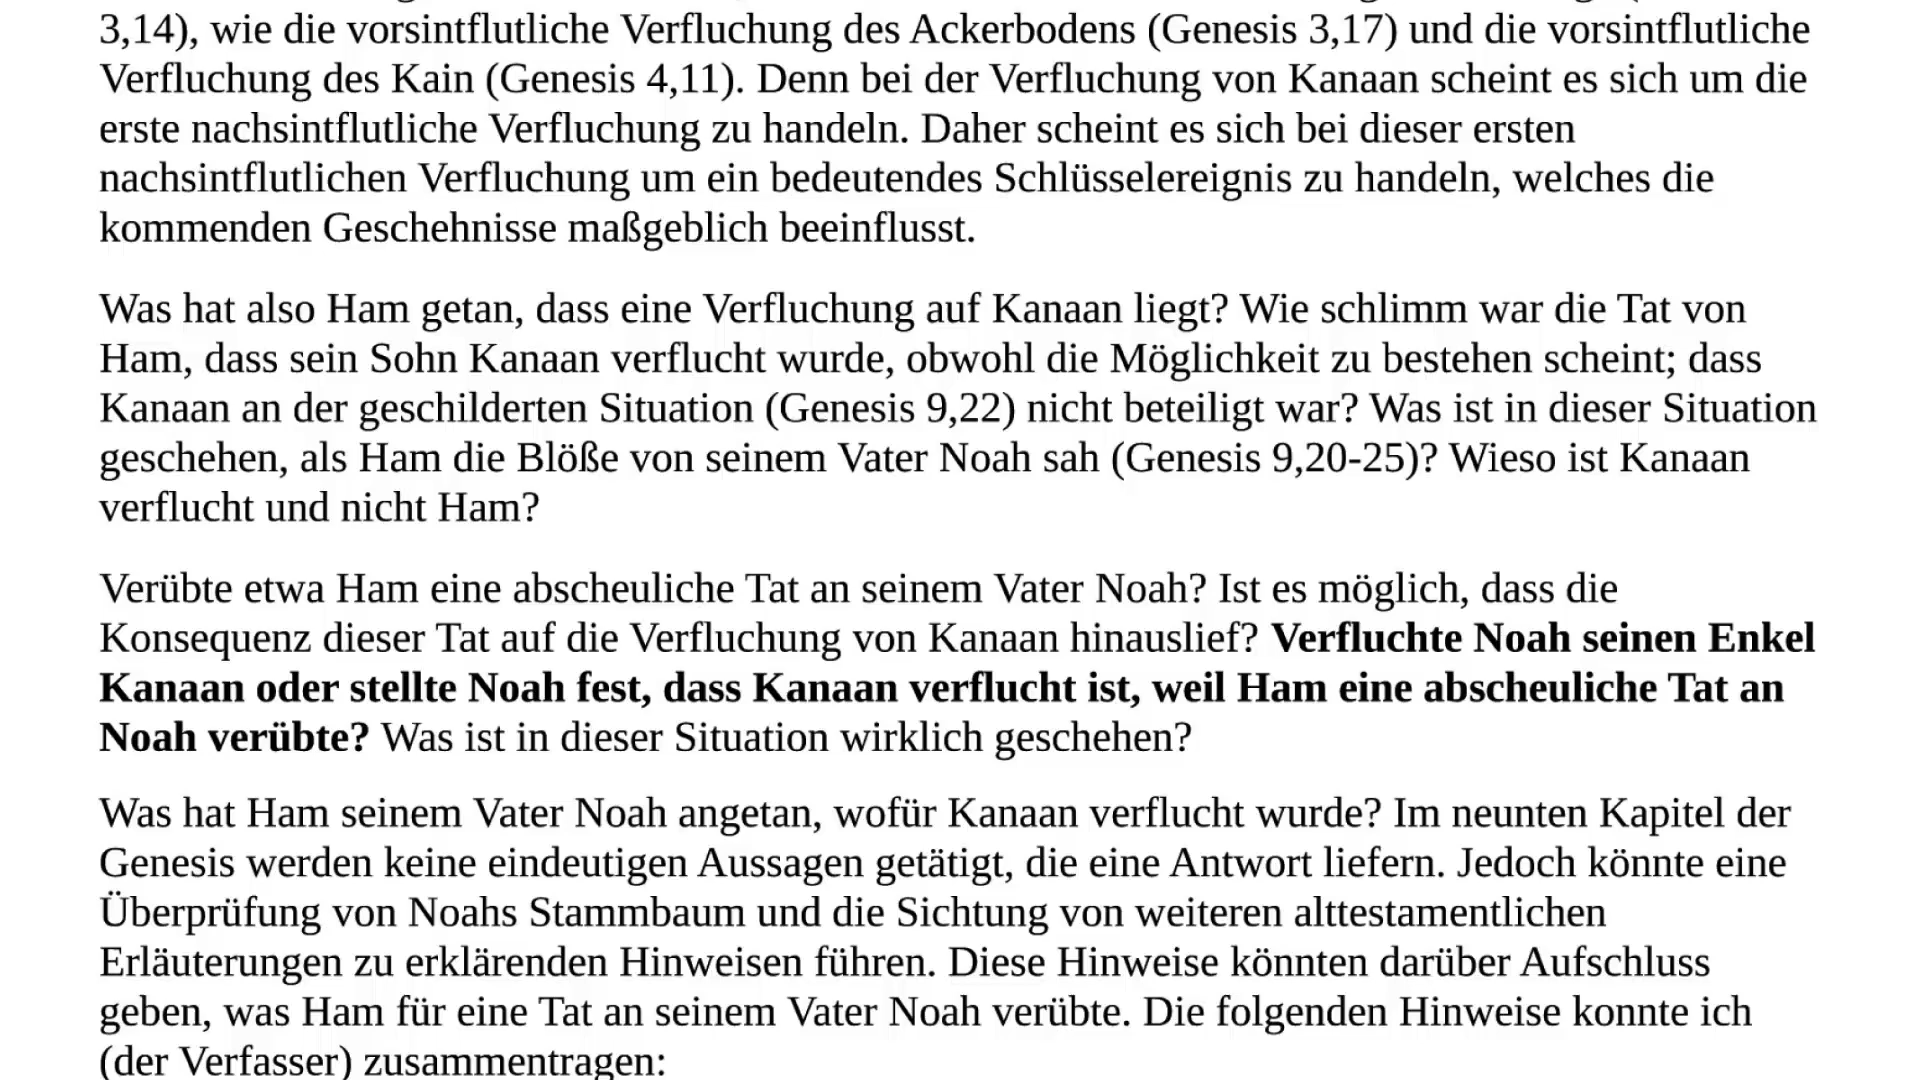 3,14), wie die vorsintflutliche Verfluchung des Ackerbodens (Genesis 3,17) und die vorsintflutliche
Verfluchung des Kain (Genesis 4,11). Denn bei der Verfluchung von Kanaan scheint es sich um die
erste nachsintflutliche Verfluchung zu handeln. Daher scheint es sich bei dieser ersten
nachsintflutlichen Verfluchung um ein bedeutendes Schlüsselereignis zu handeln, welches die
kommenden Geschehnisse maßgeblich beeinflusst.
Was hat also Ham getan, dass eine Verfluchung auf Kanaan liegt? Wie schlimm war die Tat von
Ham, dass sein Sohn Kanaan verflucht wurde, obwohl die Möglichkeit zu bestehen scheint; dass
Kanaan an der geschilderten Situation (Genesis 9,22) nicht beteiligt war? Was ist in dieser Situation
geschehen, als Ham die Blöße von seinem Vater Noah sah (Genesis 9,20-25)? Wieso ist Kanaan
verflucht und nicht Ham?
Verübte etwa Ham eine abscheuliche Tat an seinem Vater Noah? Ist es möglich, dass die
Konsequenz dieser Tat auf die Verfluchung von Kanaan hinauslief? Verfluchte Noah seinen Enkel
Kanaan oder stellte Noah fest, dass Kanaan verflucht ist, weil Ham eine abscheuliche Tat an
Noah verübte? Was ist in dieser Situation wirklich geschehen?
Was hat Ham seinem Vater Noah angetan, wofür Kanaan verflucht wurde? Im neunten Kapitel der
Genesis werden keine eindeutigen Aussagen getätigt, die eine Antwort liefern. Jedoch könnte eine
Überprüfung von Noahs Stammbaum und die Sichtung von weiteren alttestamentlichen
Erläuterungen zu erklärenden Hinweisen führen. Diese Hinweise könnten darüber Aufschluss
geben, was Ham für eine Tat an seinem Vater Noah verübte. Die folgenden Hinweise konnte ich
(der Verfasser) zusammentragen: